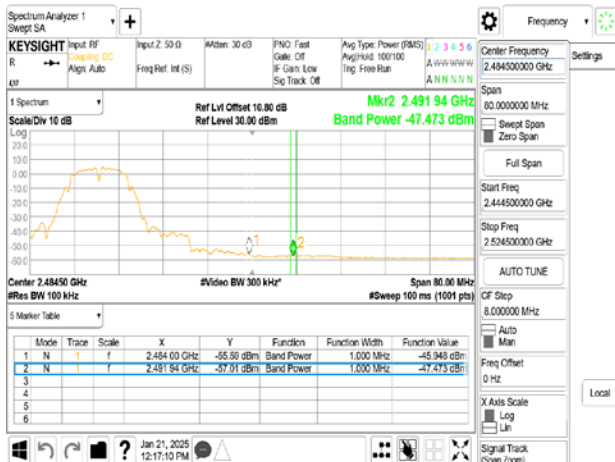 Spectrum Analyzer 1
Swept SA
Frequency
KEYSIGHT
Input: RF
Coupling: DC
Align: Auto
Input Z: 50 Ω
Freq Ref: Int (S)
#Atten: 30 dB
PNO: Fast
Gate: Off
IF Gain: Low
Sig Track: Off
Avg Type: Power (RMS)
Avg|Hold: 100/100
Trig: Free Run
1 2 3 4 5 6
A W W W W W
A N N N N N
R
Center Frequency
2.484500000 GHz
Settings
Span
80.0000000 MHz
Swept Span
Zero Span
Full Span
Start Freq
2.444500000 GHz
Stop Freq
2.524500000 GHz
AUTO TUNE
CF Step
8.000000 MHz
Auto
Man
Freq Offset
0 Hz
X Axis Scale
Log
Lin
Local
Signal Track
(Span Zoom)
1 Spectrum
Scale/Div 10 dB
Ref Lvl Offset 10.80 dB
Ref Level 30.00 dBm
Mkr2 2.491 94 GHz
Band Power -47.473 dBm
Log
20.0
10.0
0.00
-10.0
-20.0
-30.0
-40.0
-50.0
-60.0
1
2
Center 2.48450 GHz
#Res BW 100 kHz
#Video BW 300 kHz*
Span 80.00 MHz
#Sweep 100 ms (1001 pts)
5 Marker Table
Mode Trace Scale X Y Function Function Width Function Value
1 N 1 f 2.484 00 GHz -55.59 dBm Band Power 1.000 MHz -45.948 dBm
2 N 1 f 2.491 94 GHz -57.01 dBm Band Power 1.000 MHz -47.473 dBm
3
4
5
6
?
Jan 21, 2025
12:17:10 PM